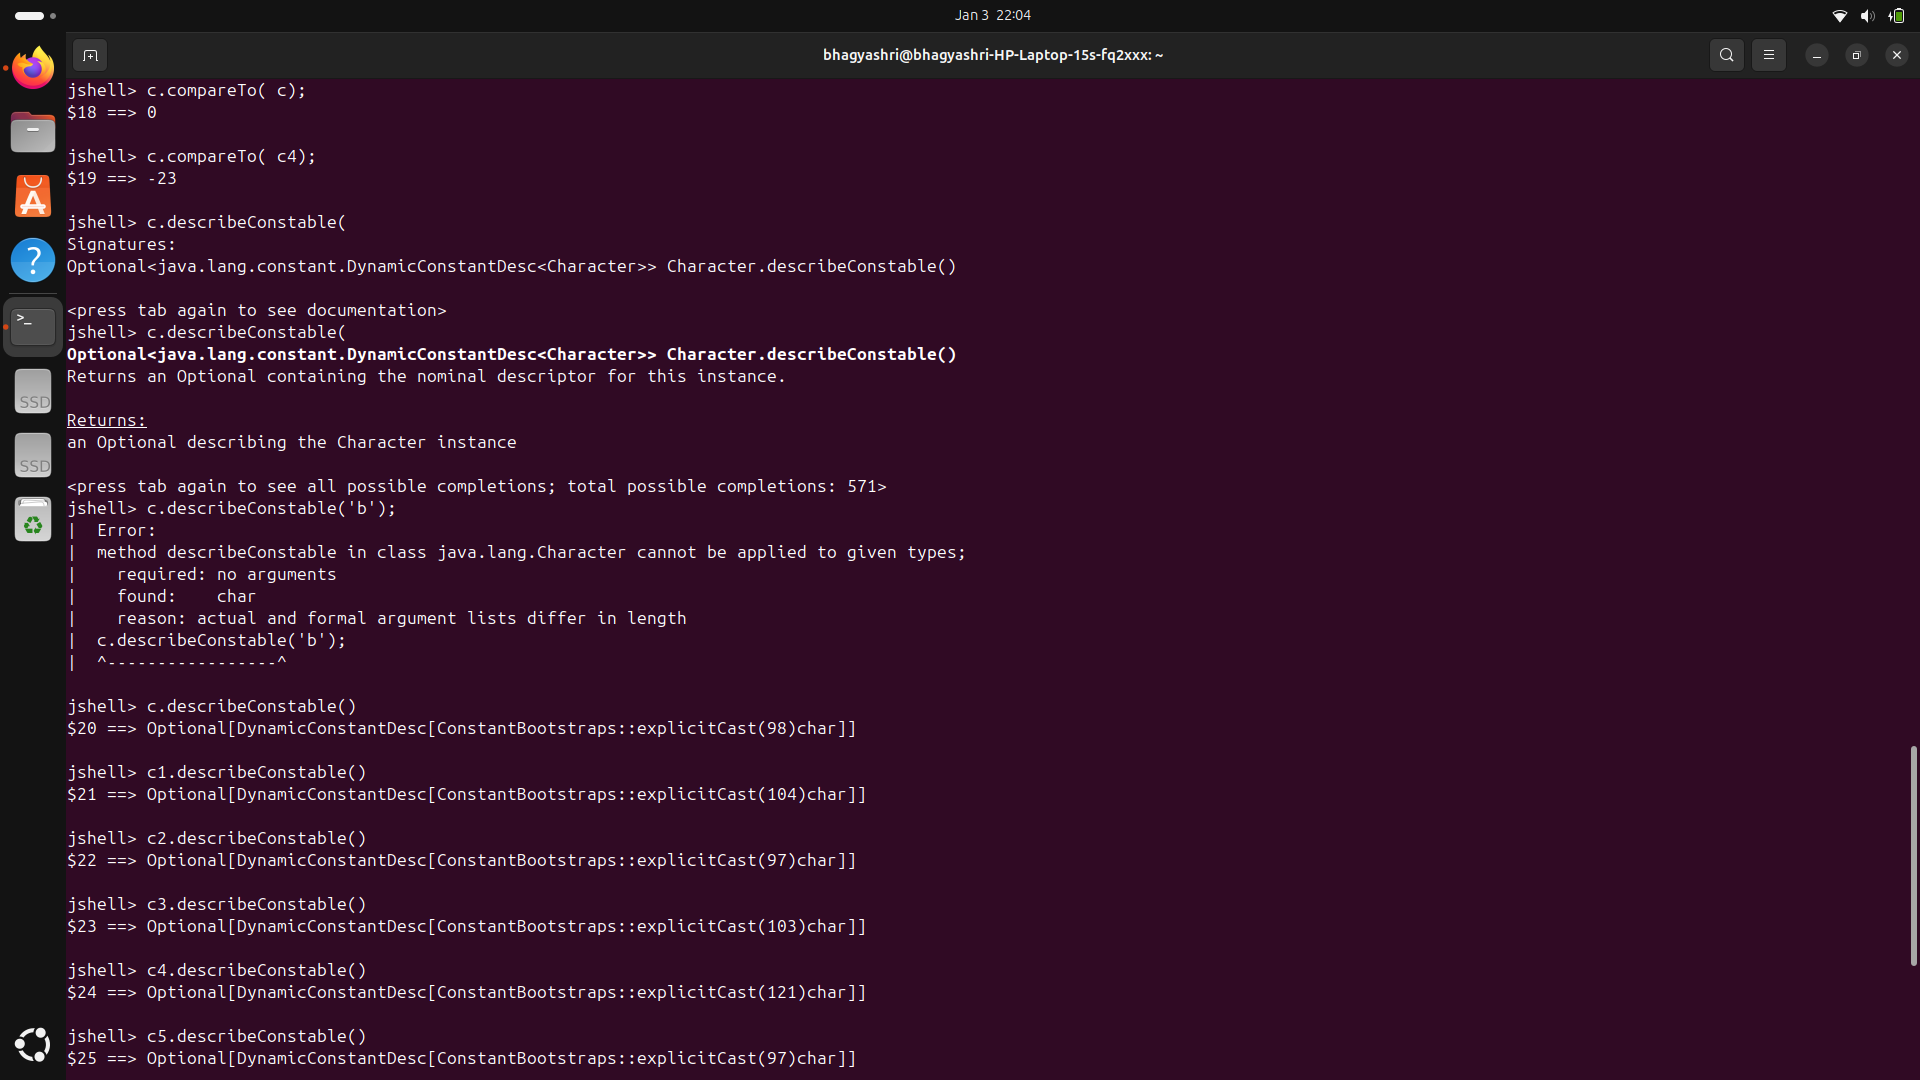 Jan 3 22:04
bhagyashri@bhagyashri-HP-Laptop-15s-fq2xxx: ~
jshell> c.compareTo( c);
$18 ==> 0
jshell> c.compareTo( c4);
$19 ==> -23
jshell> c.describeConstable(
Signatures:
Optional<java.lang.constant.DynamicConstantDesc<Character>> Character.describeConstable()
<press tab again to see documentation>
jshell> c.describeConstable(
Optional<java.lang.constant.DynamicConstantDesc<Character>> Character.describeConstable()
Returns an Optional containing the nominal descriptor for this instance.
Returns:
an Optional describing the Character instance
<press tab again to see all possible completions; total possible completions: 571>
jshell> c.describeConstable('b');
|  Error:
|  method describeConstable in class java.lang.Character cannot be applied to given types;
|    required: no arguments
|    found:    char
|    reason: actual and formal argument lists differ in length
|  c.describeConstable('b');
|  ^-----------------^
jshell> c.describeConstable()
$20 ==> Optional[DynamicConstantDesc[ConstantBootstraps::explicitCast(98)char]]
jshell> c1.describeConstable()
$21 ==> Optional[DynamicConstantDesc[ConstantBootstraps::explicitCast(104)char]]
jshell> c2.describeConstable()
$22 ==> Optional[DynamicConstantDesc[ConstantBootstraps::explicitCast(97)char]]
jshell> c3.describeConstable()
$23 ==> Optional[DynamicConstantDesc[ConstantBootstraps::explicitCast(103)char]]
jshell> c4.describeConstable()
$24 ==> Optional[DynamicConstantDesc[ConstantBootstraps::explicitCast(121)char]]
jshell> c5.describeConstable()
$25 ==> Optional[DynamicConstantDesc[ConstantBootstraps::explicitCast(97)char]]
A
?
>_
SSD
SSD